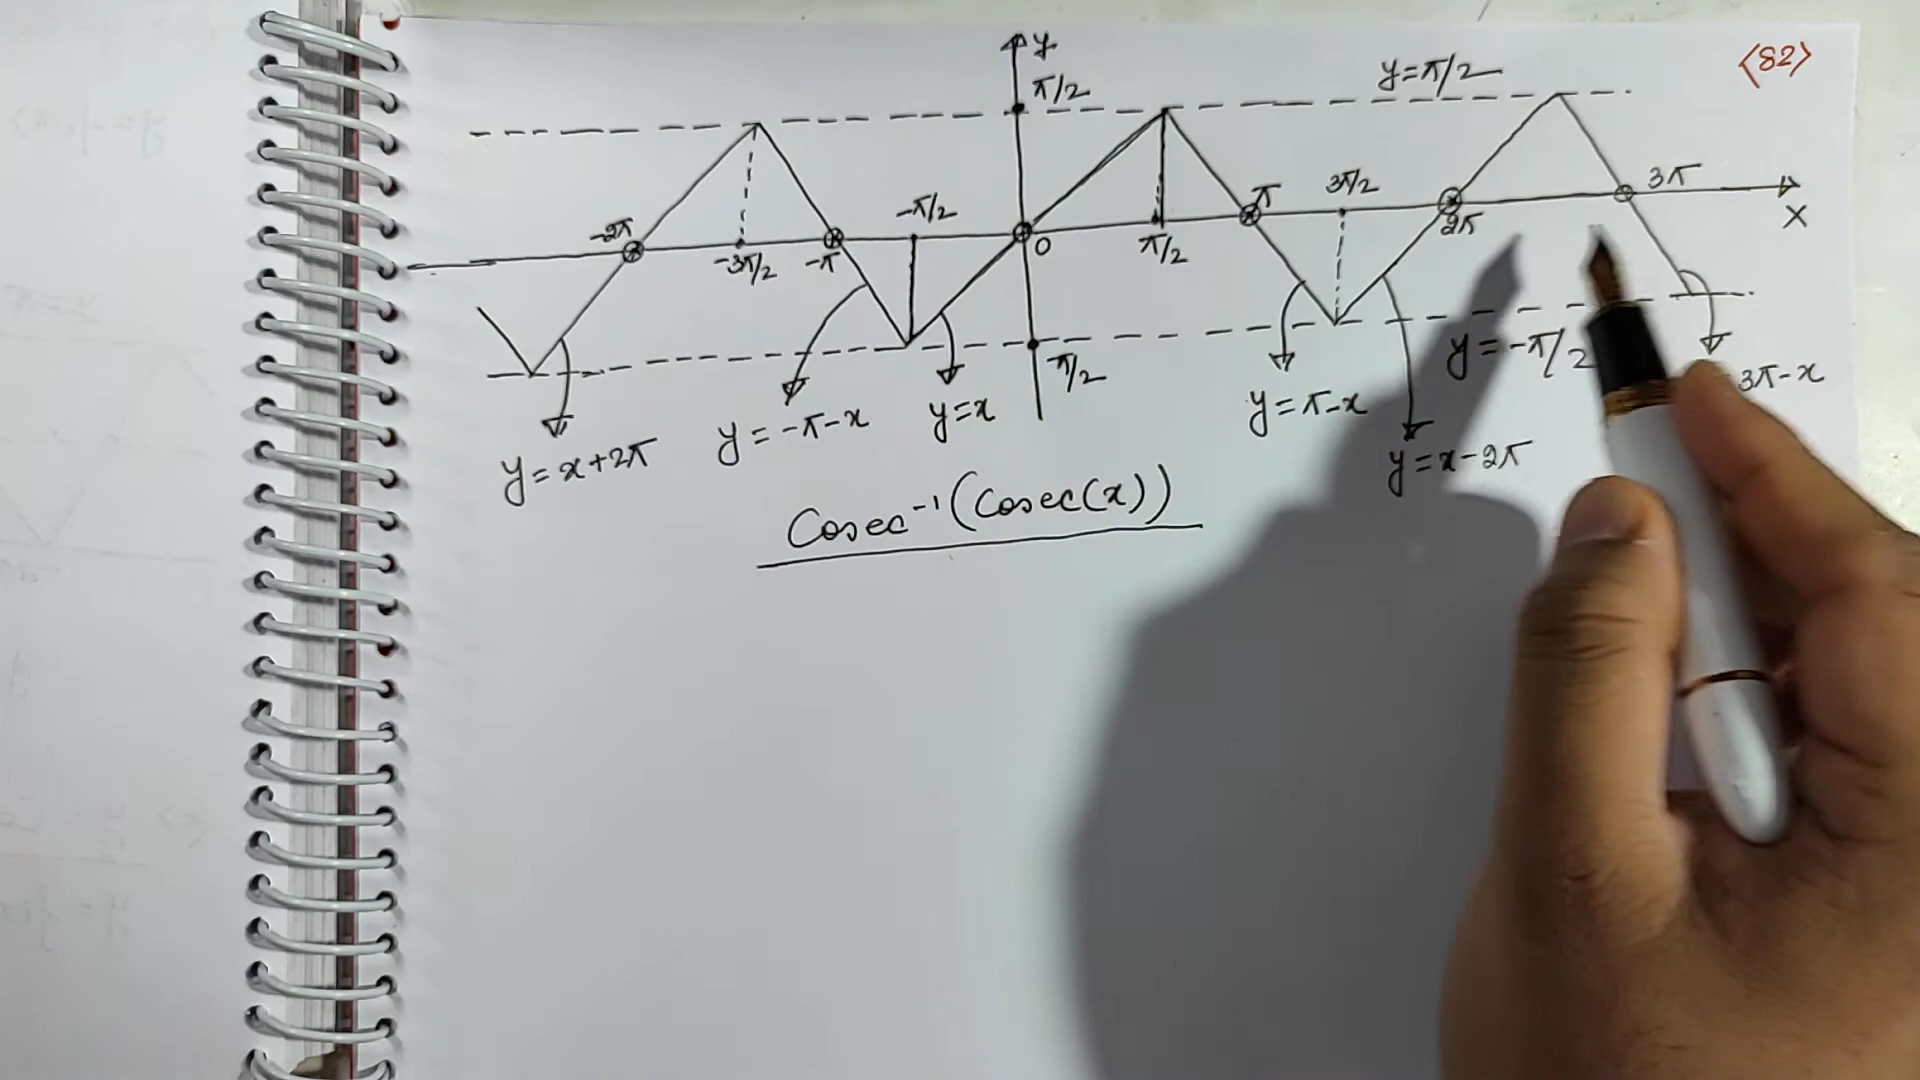 ⟨82⟩
y
π/2
y=π/2
-2π
-3π/2
-π
-π/2
0
π/2
π
3π/2
2π
3π
X
π/2
y=x+2π
y=-π-x
y=x
y=π-x
y=x-2π
y=-π/2
3π-x
Cosec⁻¹(Cosec(x))